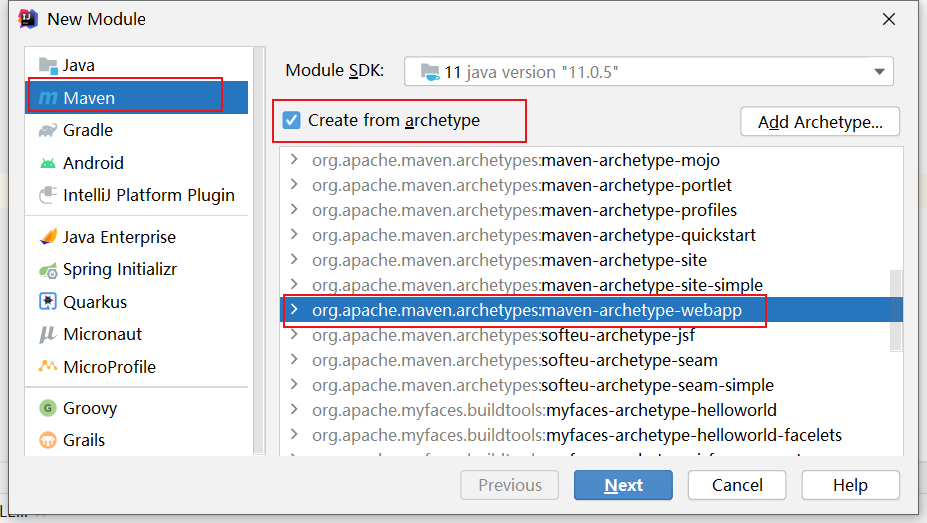 New Module
Java
Maven
Gradle
Android
IntelliJ Platform Plugin
Java Enterprise
Spring Initializr
Quarkus
Micronaut
MicroProfile
Groovy
Grails
Module SDK:
11 java version "11.0.5"
Create from archetype
Add Archetype...
org.apache.maven.archetypes:maven-archetype-mojo
org.apache.maven.archetypes:maven-archetype-portlet
org.apache.maven.archetypes:maven-archetype-profiles
org.apache.maven.archetypes:maven-archetype-quickstart
org.apache.maven.archetypes:maven-archetype-site
org.apache.maven.archetypes:maven-archetype-site-simple
org.apache.maven.archetypes:maven-archetype-webapp
org.apache.maven.archetypes:softeu-archetype-jsf
org.apache.maven.archetypes:softeu-archetype-seam
org.apache.maven.archetypes:softeu-archetype-seam-simple
org.apache.myfaces.buildtools:myfaces-archetype-helloworld
org.apache.myfaces.buildtools:myfaces-archetype-helloworld-facelets
Previous
Next
Cancel
Help